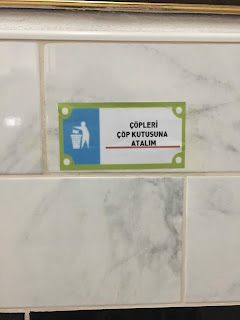 ÇÖPLERİ
ÇÖP KUTUSUNA
ATALIM